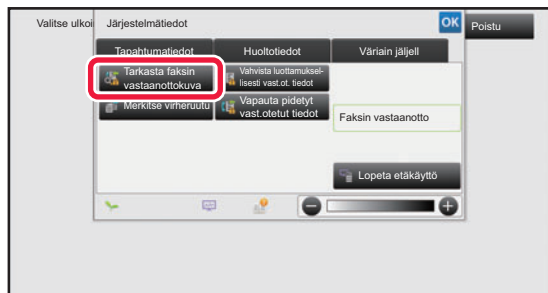 Valitse ulkoi
Järjestelmätiedot
OK
Poistu
Tapahtumatiedot
Huoltotiedot
Väriain jäljell
Tarkasta faksin
vastaanottokuva
Vahvista luottamuksel-
lisesti vast.ot. tiedot
Merkitse virheruutu
Vapauta pidetyt
vast.otetut tiedot
Faksin vastaanotto
Lopeta etäkäyttö